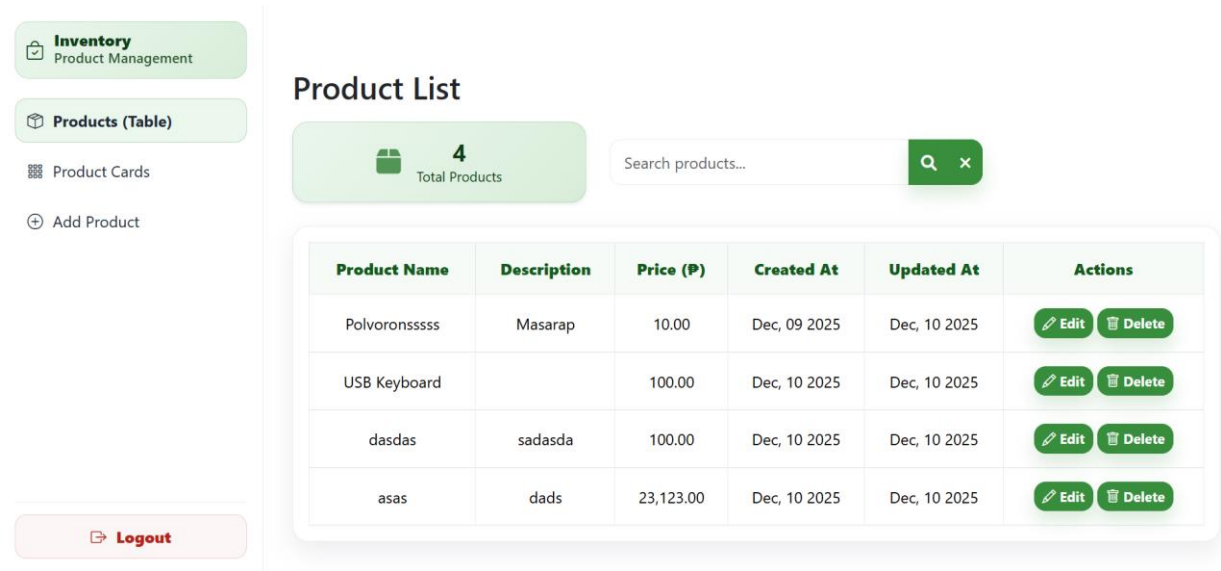 Inventory
Product Management
Products (Table)
Product Cards
Add Product
Logout
Product List
4
Total Products
Search products...
Product Name Description Price (₱) Created At Updated At Actions
Polvoronsssss Masarap 10.00 Dec, 09 2025 Dec, 10 2025 Edit Delete
USB Keyboard 100.00 Dec, 10 2025 Dec, 10 2025 Edit Delete
dasdas sadasda 100.00 Dec, 10 2025 Dec, 10 2025 Edit Delete
asas dads 23,123.00 Dec, 10 2025 Dec, 10 2025 Edit Delete